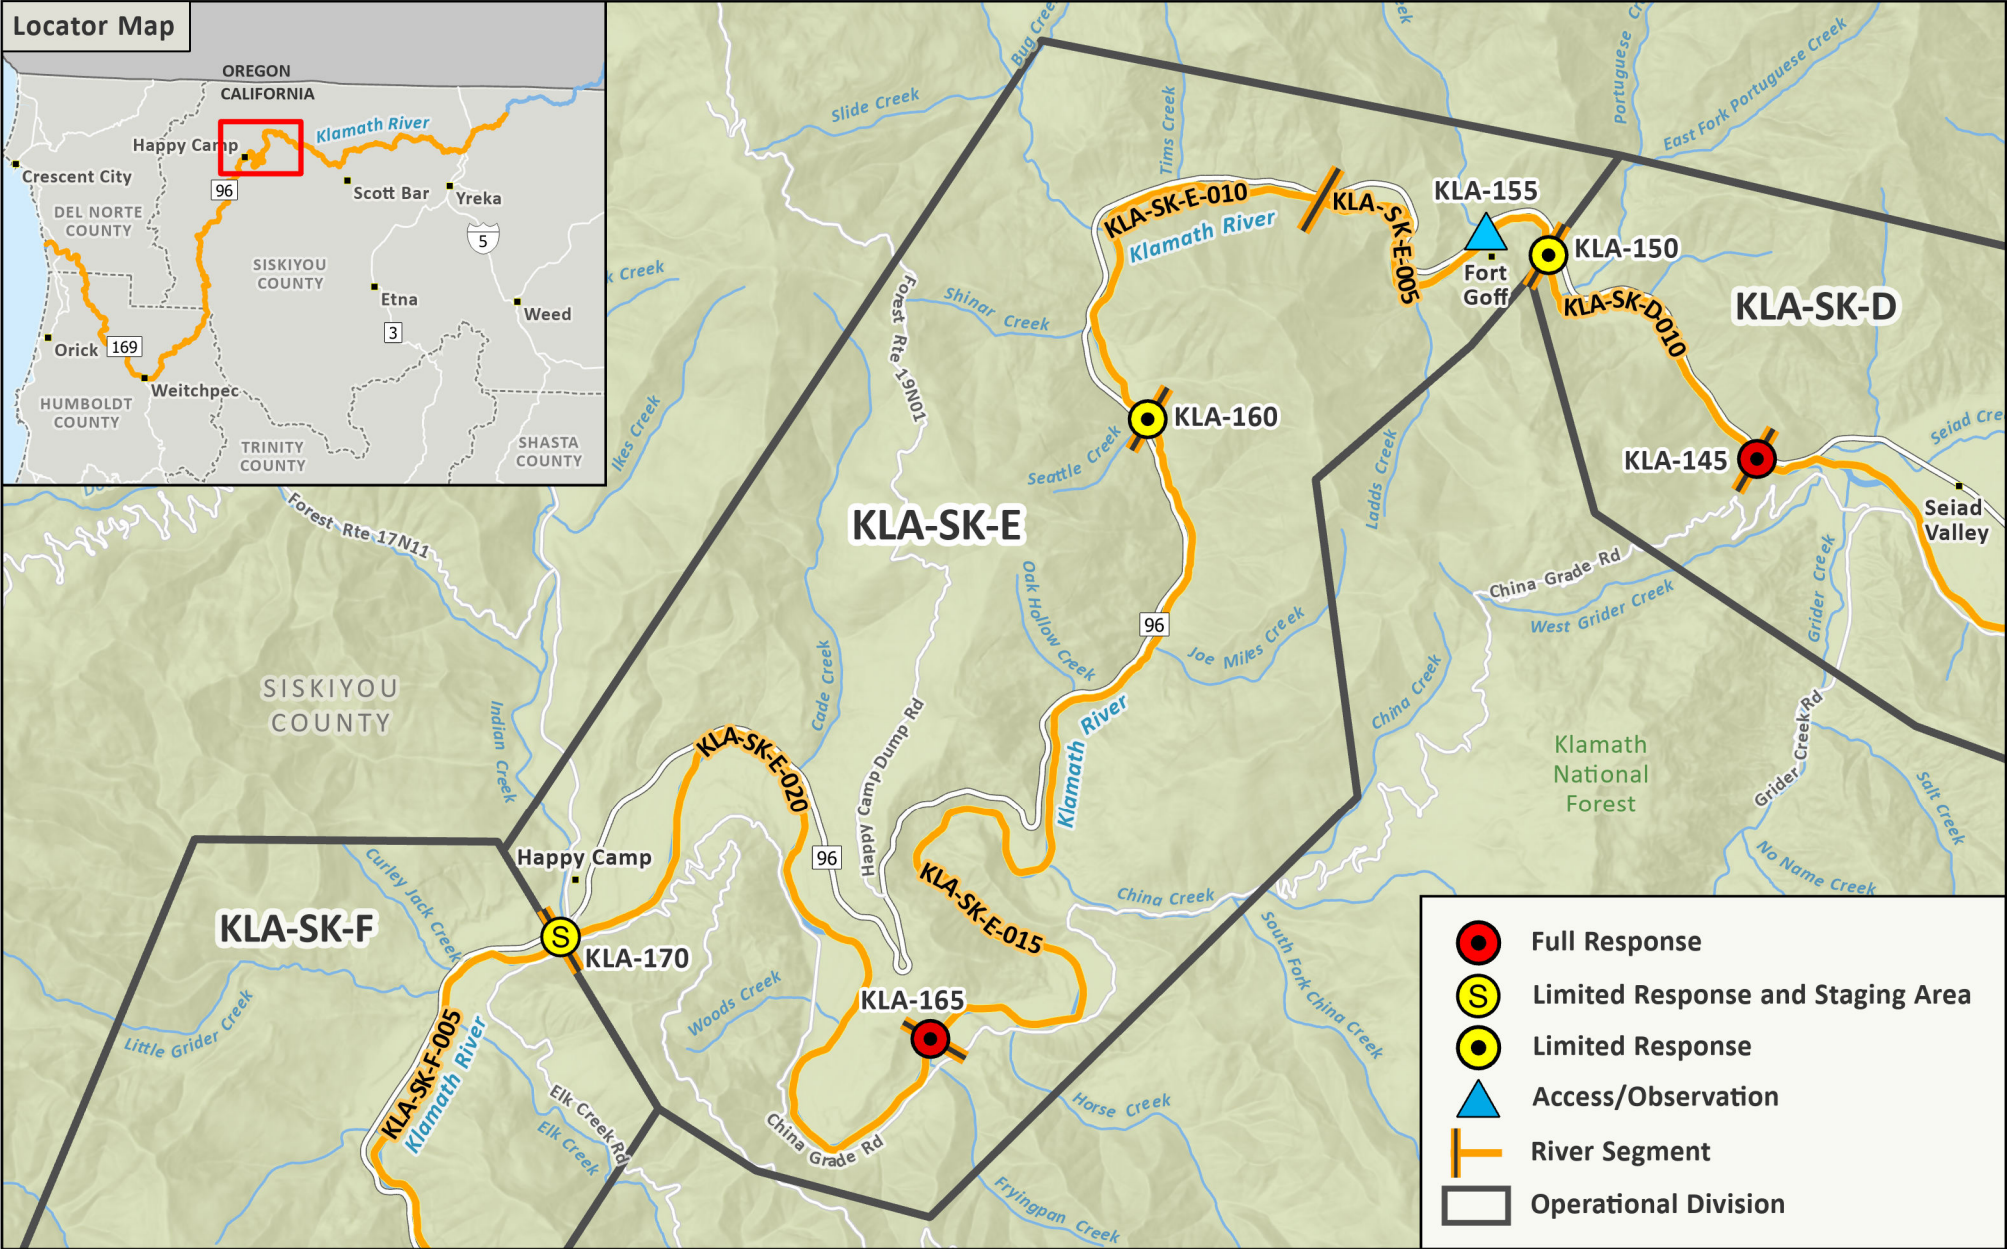 Locator Map
OREGON
CALIFORNIA
Klamath River
Happy Camp
Crescent City
96
Scott Bar
Yreka
DEL NORTE
COUNTY
5
SISKIYOU
COUNTY
Etna
Weed
3
Orick
169
Weitchpec
HUMBOLDT
COUNTY
TRINITY
COUNTY
SHASTA
COUNTY
Bug Creek
Slide Creek
Tims Creek
Portuguese
East Fork Portuguese Creek
KLA-155
KLA-SK-E-010
Klamath River
KLA-SK-E-005
KLA-150
Fort
Goff
KLA-SK-D
KLA-SK-D-010
Creek
Shinar Creek
Forest Rte 19N01
Ikes Creek
KLA-160
Seattle Creek
Ladds Creek
KLA-145
Seiad
Seiad
Valley
Forest Rte 17N11
KLA-SK-E
Oak Hollow Creek
96
Joe Miles Creek
China Grade Rd
West Grider Creek
Grider Creek
SISKIYOU
COUNTY
Indian Creek
Cade Creek
Happy Camp Dump Rd
Klamath River
China Creek
Klamath
National
Forest
Grider Creek Rd
Salt Creek
KLA-SK-E-020
Happy Camp
96
Curley Jack Creek
KLA-SK-E-015
China Creek
No Name Creek
KLA-SK-F
S
KLA-170
South Fork China Creek
Woods Creek
KLA-165
Little Grider Creek
KLA-SK-F-005
Klamath River
Elk Creek Rd
Elk Creek
China Grade Rd
Horse Creek
Fryingpan Creek
Full Response
S
Limited Response and Staging Area
Limited Response
Access/Observation
River Segment
Operational Division